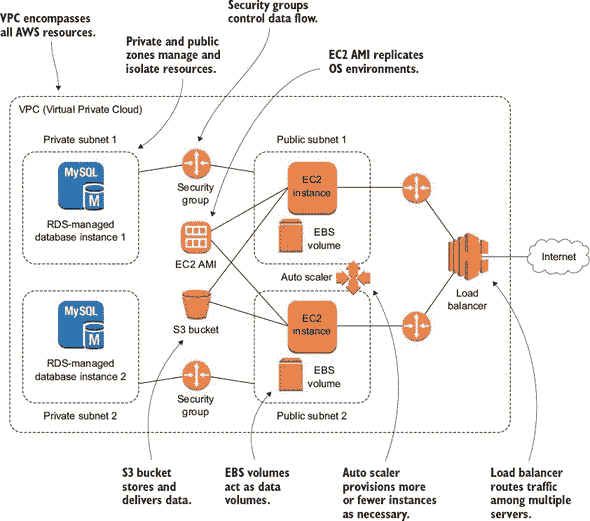 Security groups
control data flow.
VPC encompasses
all AWS resources.
Private and public
zones manage and
isolate resources.
EC2 AMI replicates
OS environments.
VPC (Virtual Private Cloud)
Private subnet 1
Public subnet 1
MySQL
M
RDS-managed
database instance 1
Security
group
EC2
instance
EBS
volume
EC2 AMI
Auto scaler
Load
balancer
Internet
S3 bucket
MySQL
M
RDS-managed
database instance 2
EC2
instance
EBS
volume
Security
group
Private subnet 2
Public subnet 2
S3 bucket
stores and
delivers data.
EBS volumes
act as data
volumes.
Auto scaler
provisions more
or fewer instances
as necessary.
Load balancer
routes traffic
among multiple
servers.